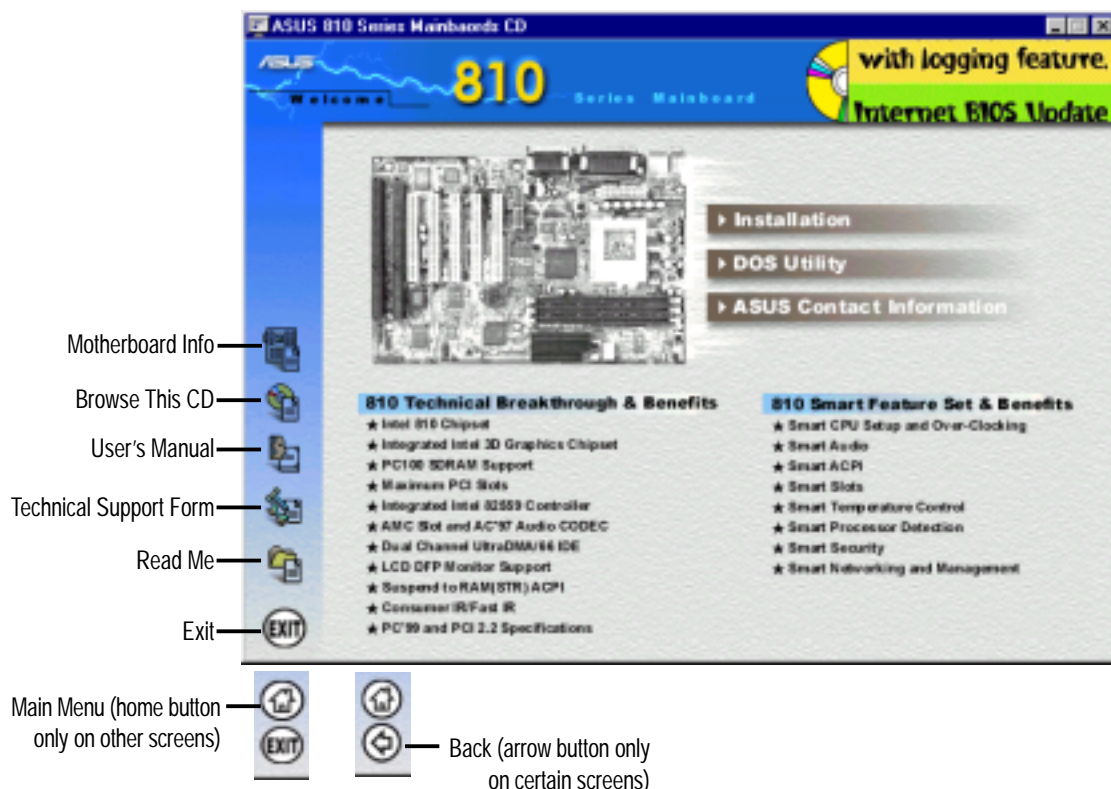 ASUS 810 Series Mainbaords CD
ASUS
Welcome
810
Series Mainboard
with logging feature.
Internet BIOS Update
Installation
DOS Utility
ASUS Contact Information
Motherboard Info
Browse This CD
User's Manual
Technical Support Form
Read Me
Exit
EXIT
810 Technical Breakthrough & Benefits
★ Intel 810 Chipset
★ Integrated Intel 3D Graphics Chipset
★ PC100 SDRAM Support
★ Maximum PCI Slots
★ Integrated Intel 82559 Controller
★ AMC Slot and AC'97 Audio CODEC
★ Dual Channel UltraDMA/66 IDE
★ LCD DFP Monitor Support
★ Suspend to RAM(STR) ACPI
★ Consumer IR/Fast IR
★ PC'99 and PCI 2.2 Specifications
810 Smart Feature Set & Benefits
★ Smart CPU Setup and Over-Clocking
★ Smart Audio
★ Smart ACPI
★ Smart Slots
★ Smart Temperature Control
★ Smart Processor Detection
★ Smart Security
★ Smart Networking and Management
Main Menu (home button
only on other screens)
EXIT
Back (arrow button only
on certain screens)